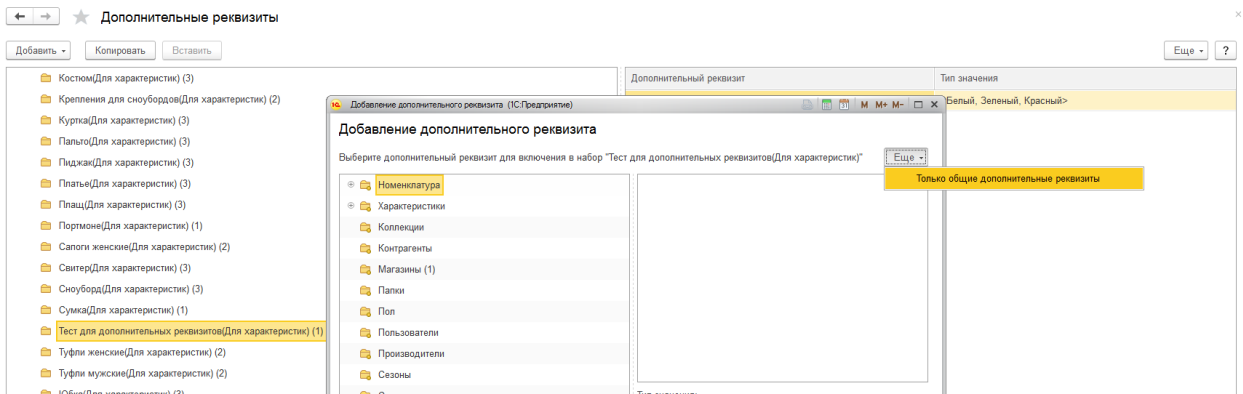 Дополнительные реквизиты
Добавить
Копировать
Вставить
Еще
?
Костюм(Для характеристик) (3)
Крепления для сноубордов(Для характеристик) (2)
Куртка(Для характеристик) (3)
Пальто(Для характеристик) (3)
Пиджак(Для характеристик) (3)
Платье(Для характеристик) (3)
Плащ(Для характеристик) (3)
Портмоне(Для характеристик) (1)
Сапоги женские(Для характеристик) (2)
Свитер(Для характеристик) (3)
Сноуборд(Для характеристик) (3)
Сумка(Для характеристик) (1)
Тест для дополнительных реквизитов(Для характеристик) (1)
Туфли женские(Для характеристик) (2)
Туфли мужские(Для характеристик) (2)
Дополнительный реквизит
Тип значения
Белый, Зеленый, Красный>
1С
Добавление дополнительного реквизита (1С:Предприятие)
31
M M+ M-
Добавление дополнительного реквизита
Выберите дополнительный реквизит для включения в набор "Тест для дополнительных реквизитов(Для характеристик)"
Еще
Только общие дополнительные реквизиты
Номенклатура
Характеристики
Коллекции
Контрагенты
Магазины (1)
Папки
Пол
Пользователи
Производители
Сезоны